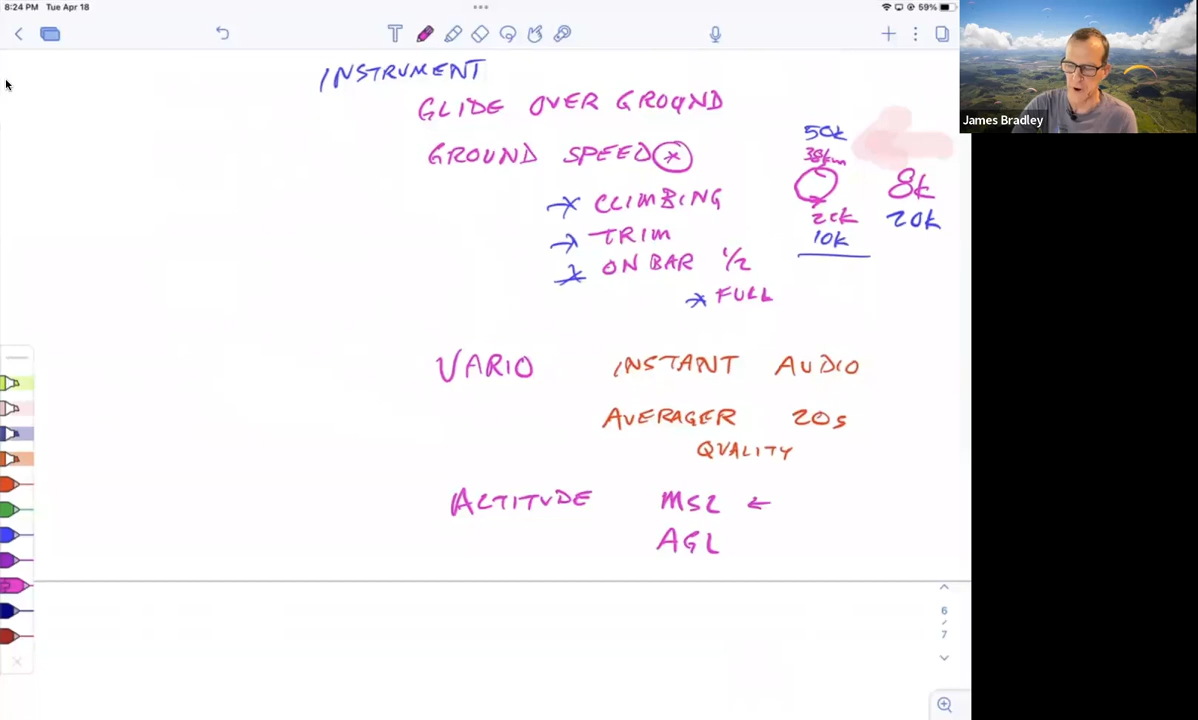 8:24 PM Tue Apr 18
59%
James Bradley
INSTRUMENT
GLIDE OVER GROUND
GROUND SPEED
CLIMBING
TRIM
ON BAR 1/2
FULL
50k
38km
20k
10k
8k
20k
VARIO INSTANT AUDIO
AVERAGER 20s
QUALITY
ALTITUDE MSL
AGL
6
/
7